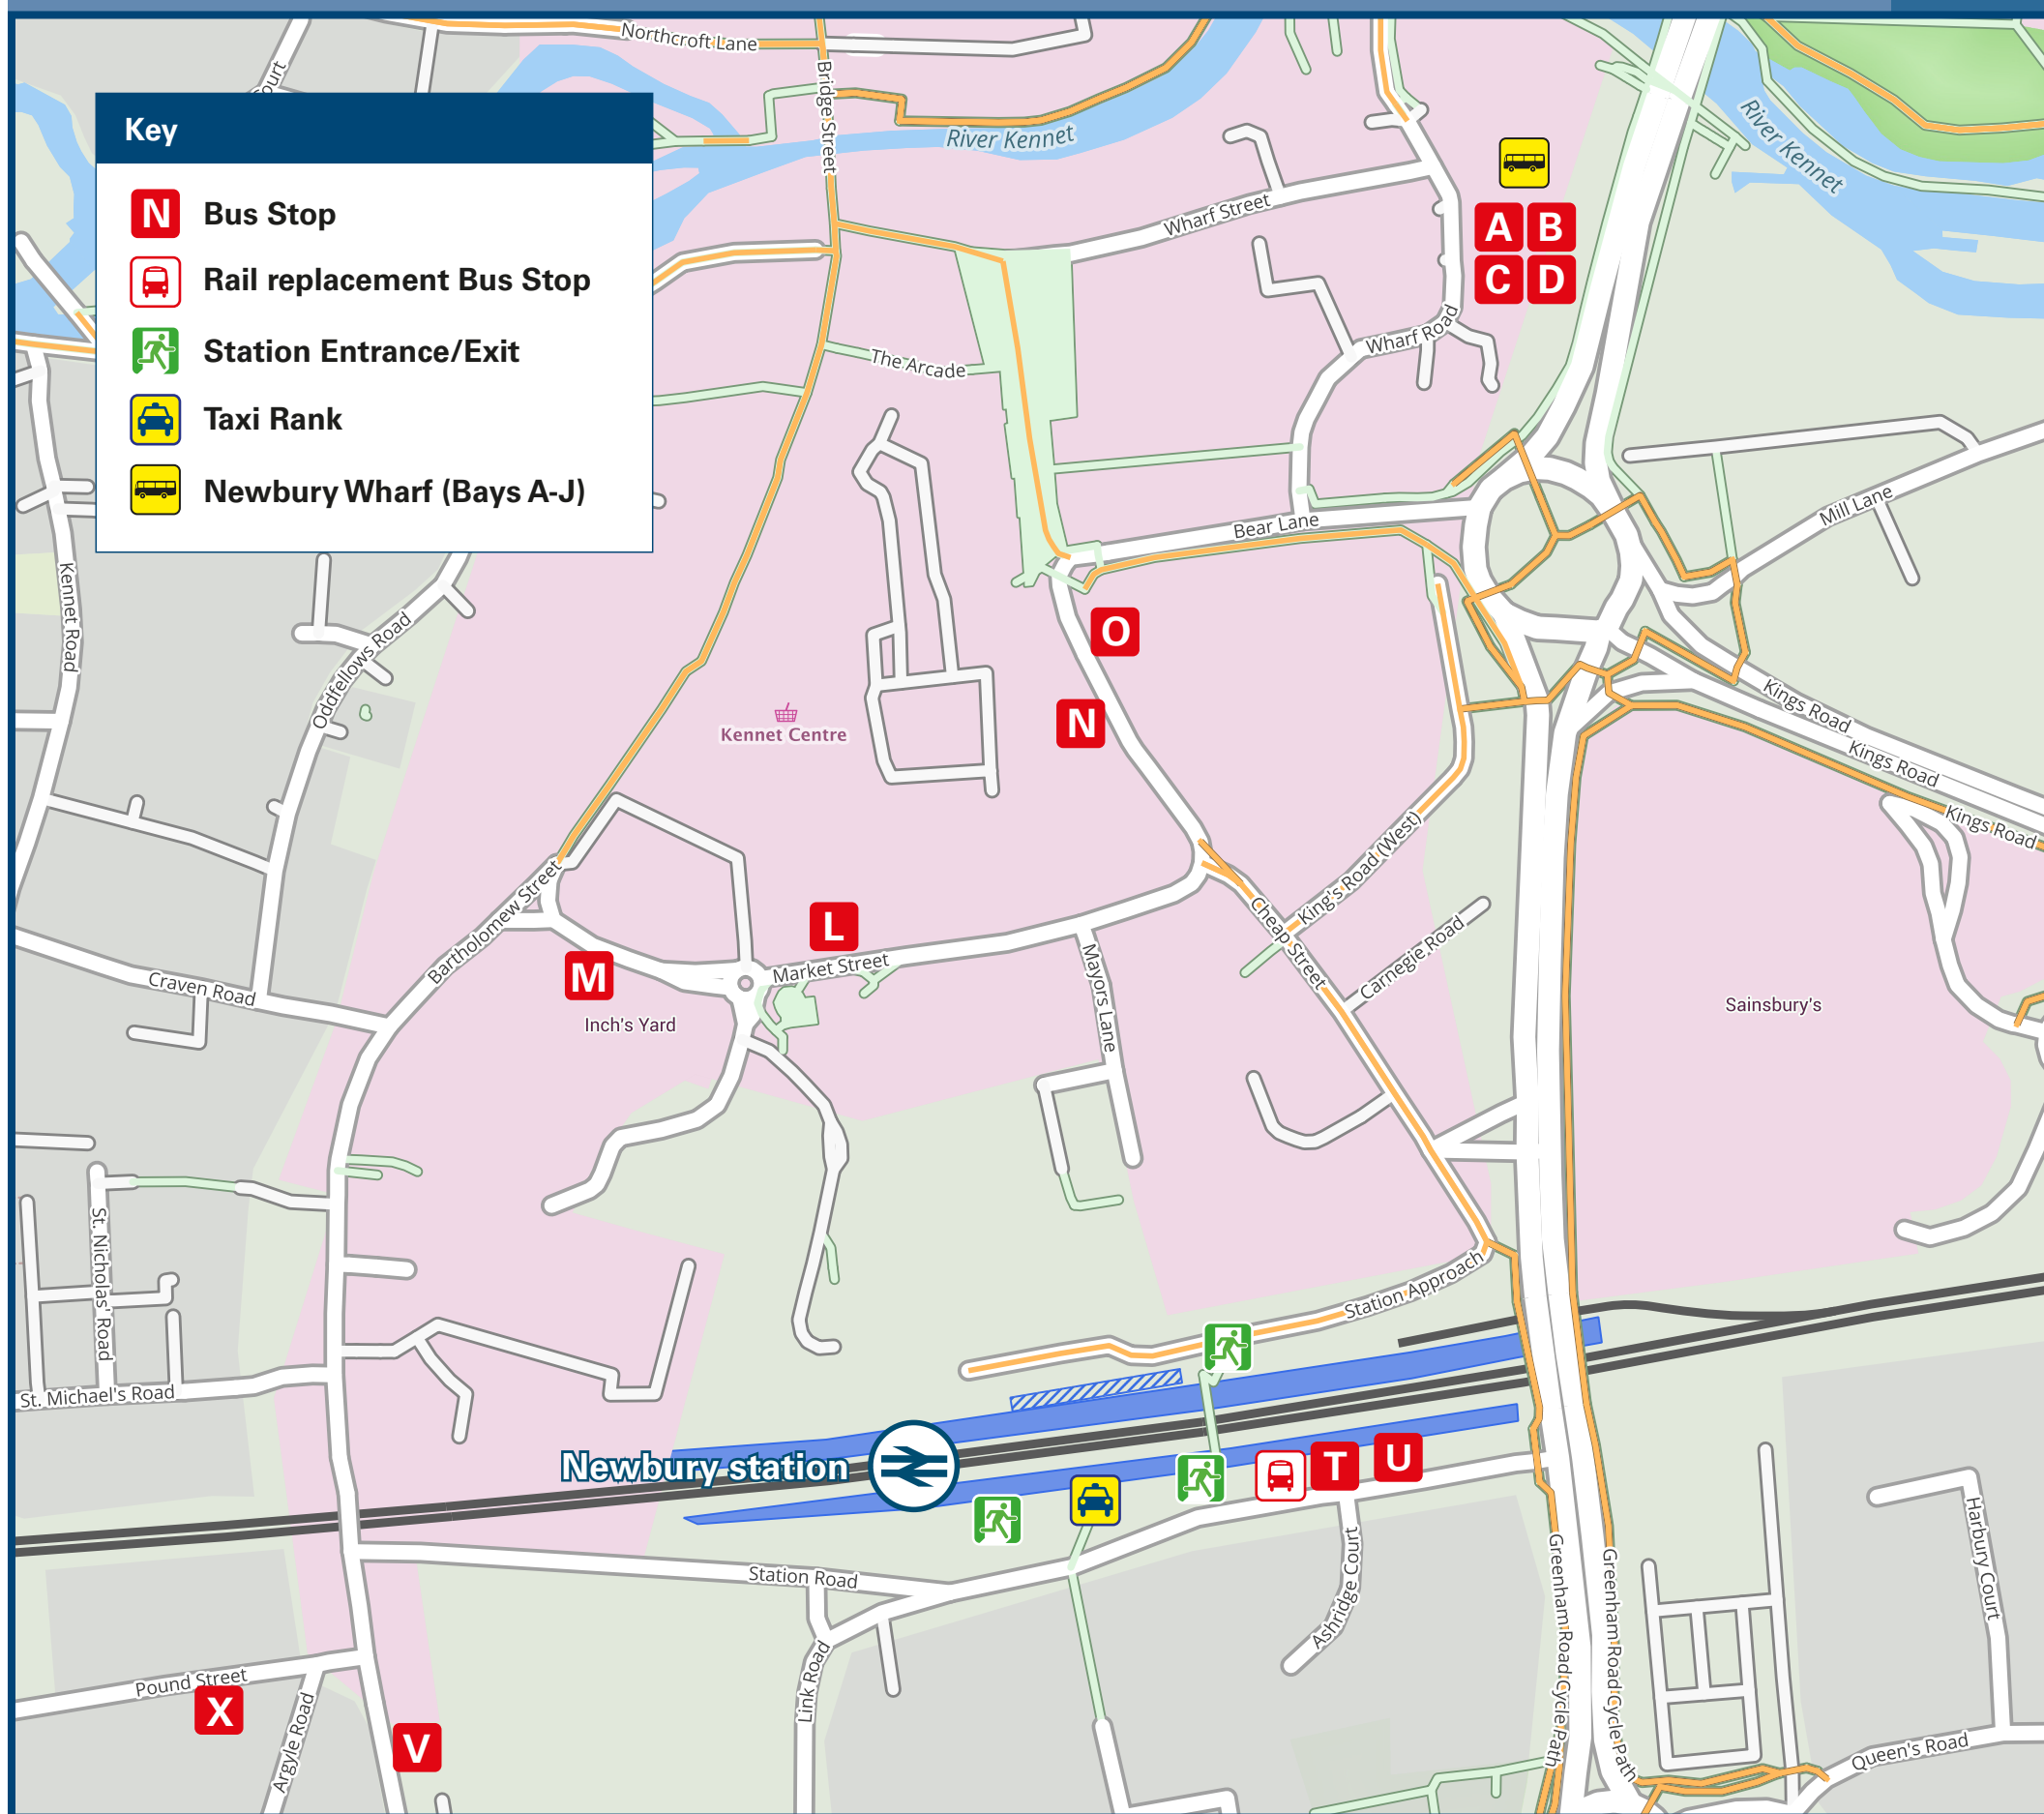 Northcroft Lane
Court
Bridge Street
River Kennet
River Kennet
Key
N Bus Stop
Rail replacement Bus Stop
Station Entrance/Exit
Taxi Rank
Newbury Wharf (Bays A-J)
Wharf Street
A B
C D
Wharf Road
The Arcade
Bear Lane
Mill Lane
Kennet Road
Oddfellows Road
O
N
Kennet Centre
Kings Road
Kings Road
Kings Road
King's Road (West)
Bartholomew Street
L
M
Market Street
Cheap Street
Carnegie Road
Mayors Lane
Craven Road
Inch's Yard
Sainsbury's
St. Nicholas' Road
Station Approach
St. Michael's Road
Newbury station
T
U
Station Road
Ashridge Court
Harbury Court
Greenham Road Cycle Path
Greenham Road Cycle Path
Link Road
Pound Street
X
Argyle Road
V
Queen's Road